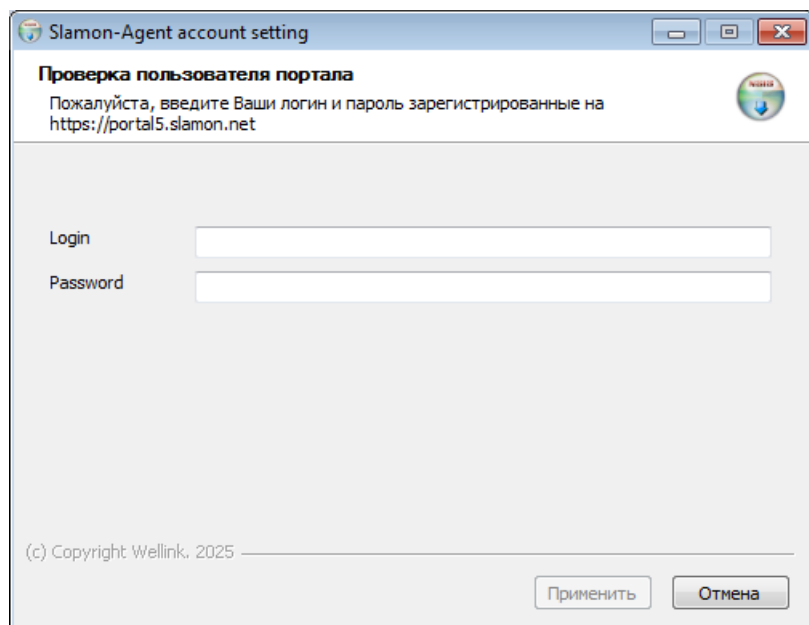 Slamon-Agent account setting
Проверка пользователя портала
Пожалуйста, введите Ваши логин и пароль зарегистрированные на
https://portal5.slamon.net
Login
Password
(c) Copyright Wellink, 2025
Применить
Отмена